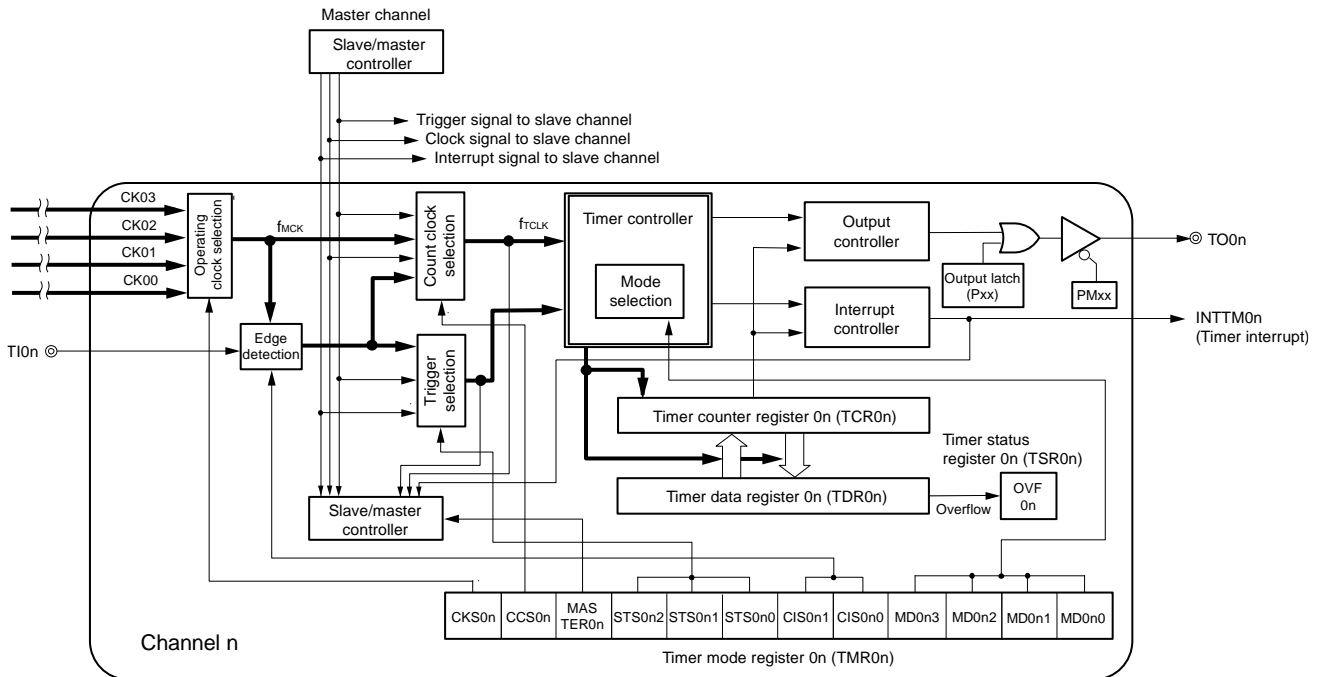 Master channel
Slave/master
controller
Trigger signal to slave channel
Clock signal to slave channel
Interrupt signal to slave channel
CK03
CK02
CK01
CK00
Operating
clock selection
fMCK
Count clock
selection
fTCLK
Timer controller
Mode
selection
Output
controller
Output latch
(Pxx)
PMxx
TO0n
Interrupt
controller
INTTM0n
(Timer interrupt)
TI0n
Edge
detection
Trigger
selection
Timer counter register 0n (TCR0n)
Timer status
register 0n (TSR0n)
Slave/master
controller
Timer data register 0n (TDR0n)
Overflow
OVF
0n
CKS0n
CCS0n
MAS
TER0n
STS0n2
STS0n1
STS0n0
CIS0n1
CIS0n0
MD0n3
MD0n2
MD0n1
MD0n0
Channel n
Timer mode register 0n (TMR0n)